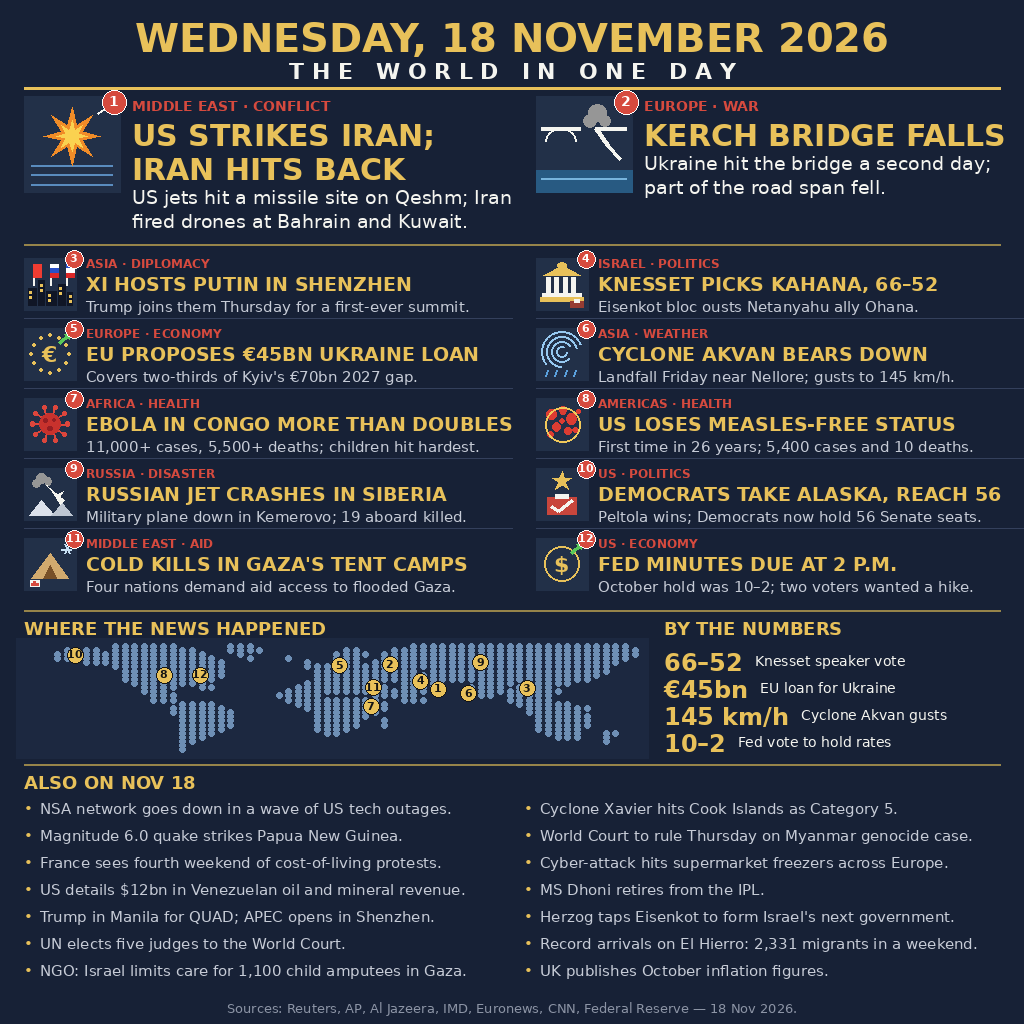 WEDNESDAY, 18 NOVEMBER 2026
THE WORLD IN ONE DAY
1
MIDDLE EAST · CONFLICT
US STRIKES IRAN;
IRAN HITS BACK
US jets hit a missile site on Qeshm; Iran
fired drones at Bahrain and Kuwait.
2
EUROPE · WAR
KERCH BRIDGE FALLS
Ukraine hit the bridge a second day;
part of the road span fell.
3
ASIA · DIPLOMACY
XI HOSTS PUTIN IN SHENZHEN
Trump joins them Thursday for a first-ever summit.
4
ISRAEL · POLITICS
KNESSET PICKS KAHANA, 66–52
Eisenkot bloc ousts Netanyahu ally Ohana.
5
€
EUROPE · ECONOMY
EU PROPOSES €45BN UKRAINE LOAN
Covers two-thirds of Kyiv's €70bn 2027 gap.
6
ASIA · WEATHER
CYCLONE AKVAN BEARS DOWN
Landfall Friday near Nellore; gusts to 145 km/h.
7
AFRICA · HEALTH
EBOLA IN CONGO MORE THAN DOUBLES
11,000+ cases, 5,500+ deaths; children hit hardest.
8
AMERICAS · HEALTH
US LOSES MEASLES-FREE STATUS
First time in 26 years; 5,400 cases and 10 deaths.
9
RUSSIA · DISASTER
RUSSIAN JET CRASHES IN SIBERIA
Military plane down in Kemerovo; 19 aboard killed.
10
US · POLITICS
DEMOCRATS TAKE ALASKA, REACH 56
Peltola wins; Democrats now hold 56 Senate seats.
11
MIDDLE EAST · AID
COLD KILLS IN GAZA'S TENT CAMPS
Four nations demand aid access to flooded Gaza.
12
$
US · ECONOMY
FED MINUTES DUE AT 2 P.M.
October hold was 10–2; two voters wanted a hike.
WHERE THE NEWS HAPPENED
10
8
12
5
2
9
11
4
1
6
3
7
BY THE NUMBERS
66–52 Knesset speaker vote
€45bn EU loan for Ukraine
145 km/h Cyclone Akvan gusts
10–2 Fed vote to hold rates
ALSO ON NOV 18
• NSA network goes down in a wave of US tech outages.
• Magnitude 6.0 quake strikes Papua New Guinea.
• France sees fourth weekend of cost-of-living protests.
• US details $12bn in Venezuelan oil and mineral revenue.
• Trump in Manila for QUAD; APEC opens in Shenzhen.
• UN elects five judges to the World Court.
• NGO: Israel limits care for 1,100 child amputees in Gaza.
• Cyclone Xavier hits Cook Islands as Category 5.
• World Court to rule Thursday on Myanmar genocide case.
• Cyber-attack hits supermarket freezers across Europe.
• MS Dhoni retires from the IPL.
• Herzog taps Eisenkot to form Israel's next government.
• Record arrivals on El Hierro: 2,331 migrants in a weekend.
• UK publishes October inflation figures.
Sources: Reuters, AP, Al Jazeera, IMD, Euronews, CNN, Federal Reserve — 18 Nov 2026.